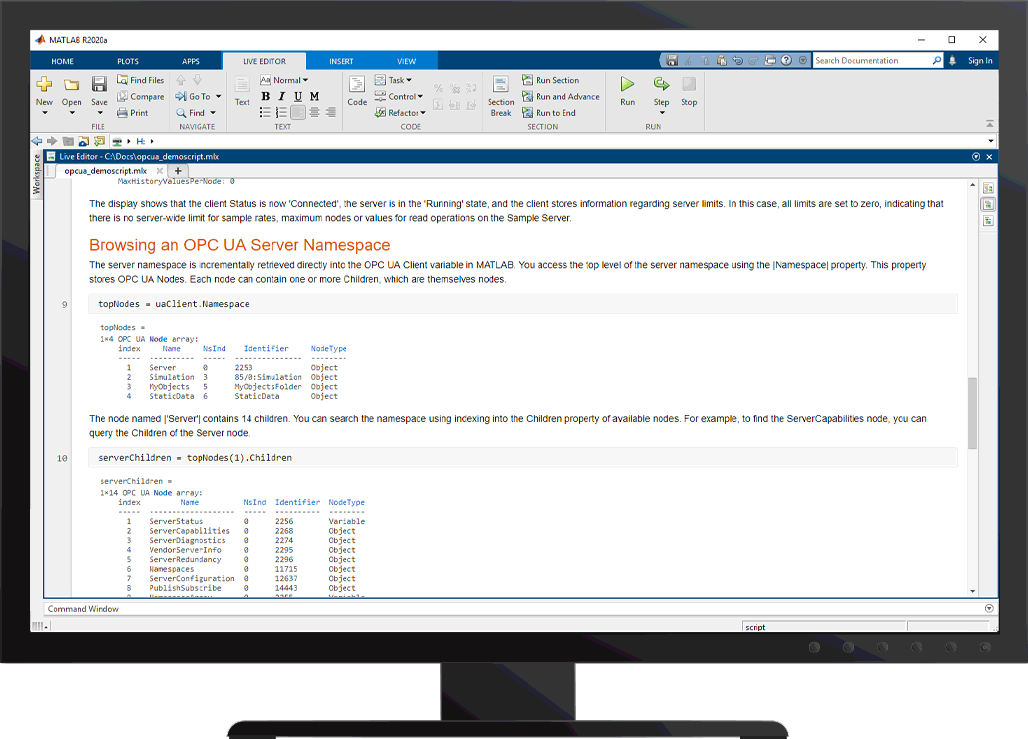 MATLAB R2020a
HOME PLOTS APPS LIVE EDITOR INSERT VIEW Search Documentation Sign In
New Open Save Find Files Compare Print Go To Find Text Normal B I U M Code Task Control Refactor Section Break Run Section Run and Advance Run to End Run Step Stop
FILE NAVIGATE TEXT CODE SECTION RUN
H:
Workspace
Live Editor - C:\Docs\opcua_demoscript.mlx
opcua_demoscript.mlx
MaxHistoryValuesPerNode: 0
The display shows that the client Status is now 'Connected', the server is in the 'Running' state, and the client stores information regarding server limits. In this case, all limits are set to zero, indicating that
there is no server-wide limit for sample rates, maximum nodes or values for read operations on the Sample Server.
Browsing an OPC UA Server Namespace
The server namespace is incrementally retrieved directly into the OPC UA Client variable in MATLAB. You access the top level of the server namespace using the |Namespace| property. This property
stores OPC UA Nodes. Each node can contain one or more Children, which are themselves nodes.
9 topNodes = uaClient.Namespace
topNodes =
1×4 OPC UA Node array:
index Name NsInd Identifier NodeType
----- ---------- ----- --------------- --------
1 Server 0 2253 Object
2 Simulation 3 85/0:Simulation Object
3 MyObjects 5 MyObjectsFolder Object
4 StaticData 6 StaticData Object
The node named |'Server'| contains 14 children. You can search the namespace using indexing into the Children property of available nodes. For example, to find the ServerCapabilities node, you can
query the Children of the Server node.
10 serverChildren = topNodes(1).Children
serverChildren =
1×14 OPC UA Node array:
index Name NsInd Identifier NodeType
----- ------------------- ----- ---------- --------
1 ServerStatus 0 2256 Variable
2 ServerCapabilities 0 2268 Object
3 ServerDiagnostics 0 2274 Object
4 VendorServerInfo 0 2295 Object
5 ServerRedundancy 0 2296 Object
6 Namespaces 0 11715 Object
7 ServerConfiguration 0 12637 Object
8 PublishSubscribe 0 14443 Object
Command Window
script